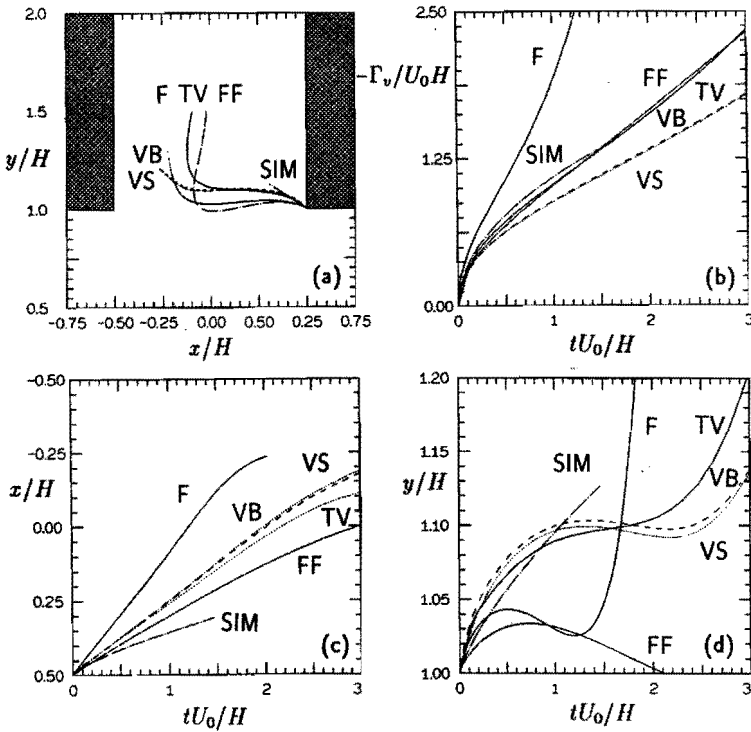 2.0
1.5
y/H
1.0
0.5
F TV FF
VB
VS
SIM
(a)
-0.75 -0.50 -0.25 0.00 0.50 0.25 0.75
x/H
2.50
-Γᵥ/U₀H
1.25
0.00
F
FF
TV
VB
SIM
VS
(b)
0 1 2 3
tU₀/H
-0.50
-0.25
x/H
0.00
0.25
0.50
F
VS
VB
TV
FF
SIM
(c)
0 1 2 3
tU₀/H
1.20
1.15
y/H
1.10
1.05
1.00
F
TV
SIM
VB
VS
FF
(d)
0 1 2 3
tU₀/H